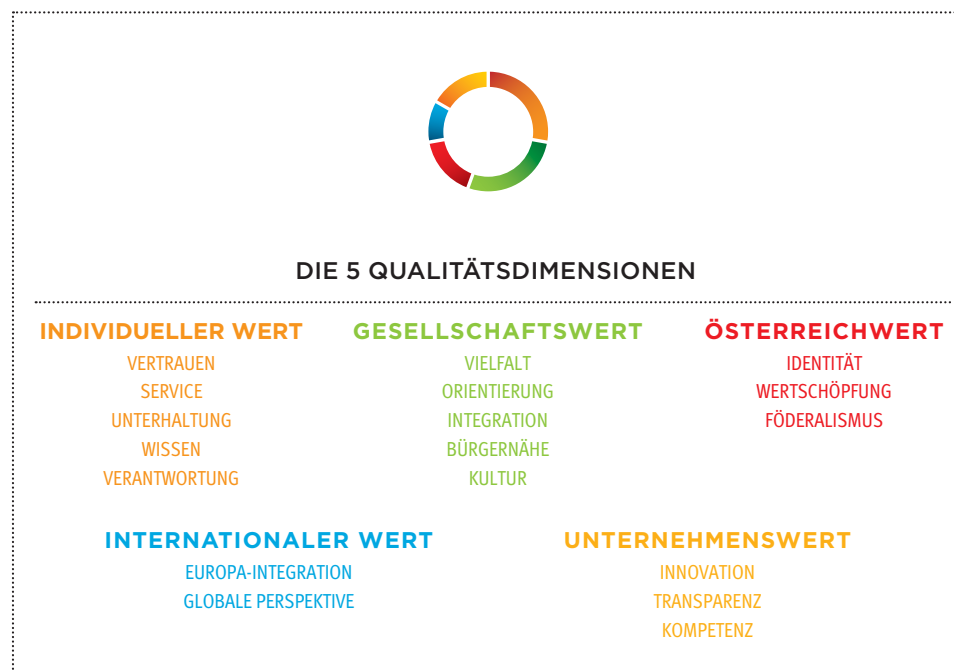 DIE 5 QUALITÄTSDIMENSIONEN
INDIVIDUELLER WERT
VERTRAUEN
SERVICE
UNTERHALTUNG
WISSEN
VERANTWORTUNG
GESELLSCHAFTSWERT
VIELFALT
ORIENTIERUNG
INTEGRATION
BÜRGERNÄHE
KULTUR
ÖSTERREICHWERT
IDENTITÄT
WERTSCHÖPFUNG
FÖDERALISMUS
INTERNATIONALER WERT
EUROPA-INTEGRATION
GLOBALE PERSPEKTIVE
UNTERNEHMENSWERT
INNOVATION
TRANSPARENZ
KOMPETENZ